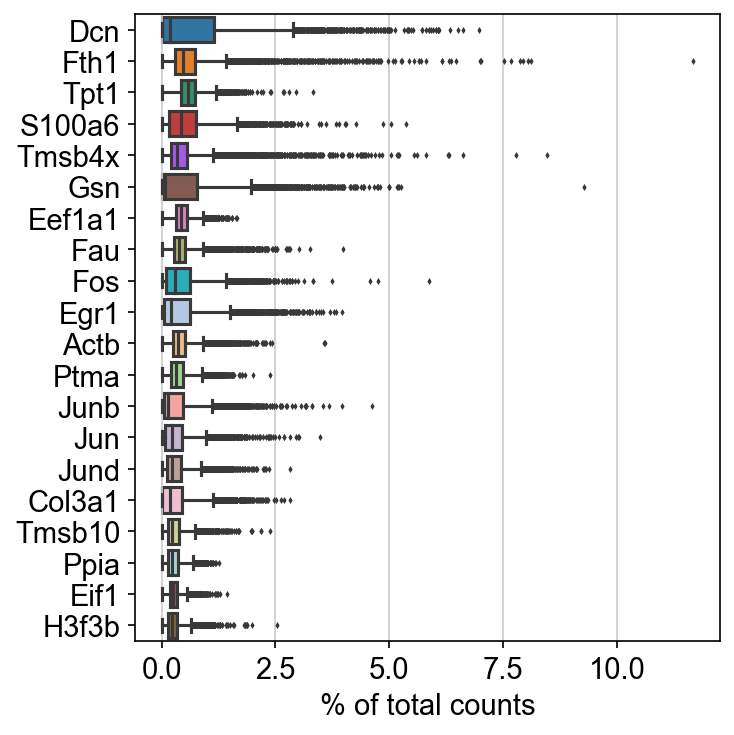 Dcn
Fth1
Tpt1
S100a6
Tmsb4x
Gsn
Eef1a1
Fau
Fos
Egr1
Actb
Ptma
Junb
Jun
Jund
Col3a1
Tmsb10
Ppia
Eif1
H3f3b
0.0 2.5 5.0 7.5 10.0
% of total counts